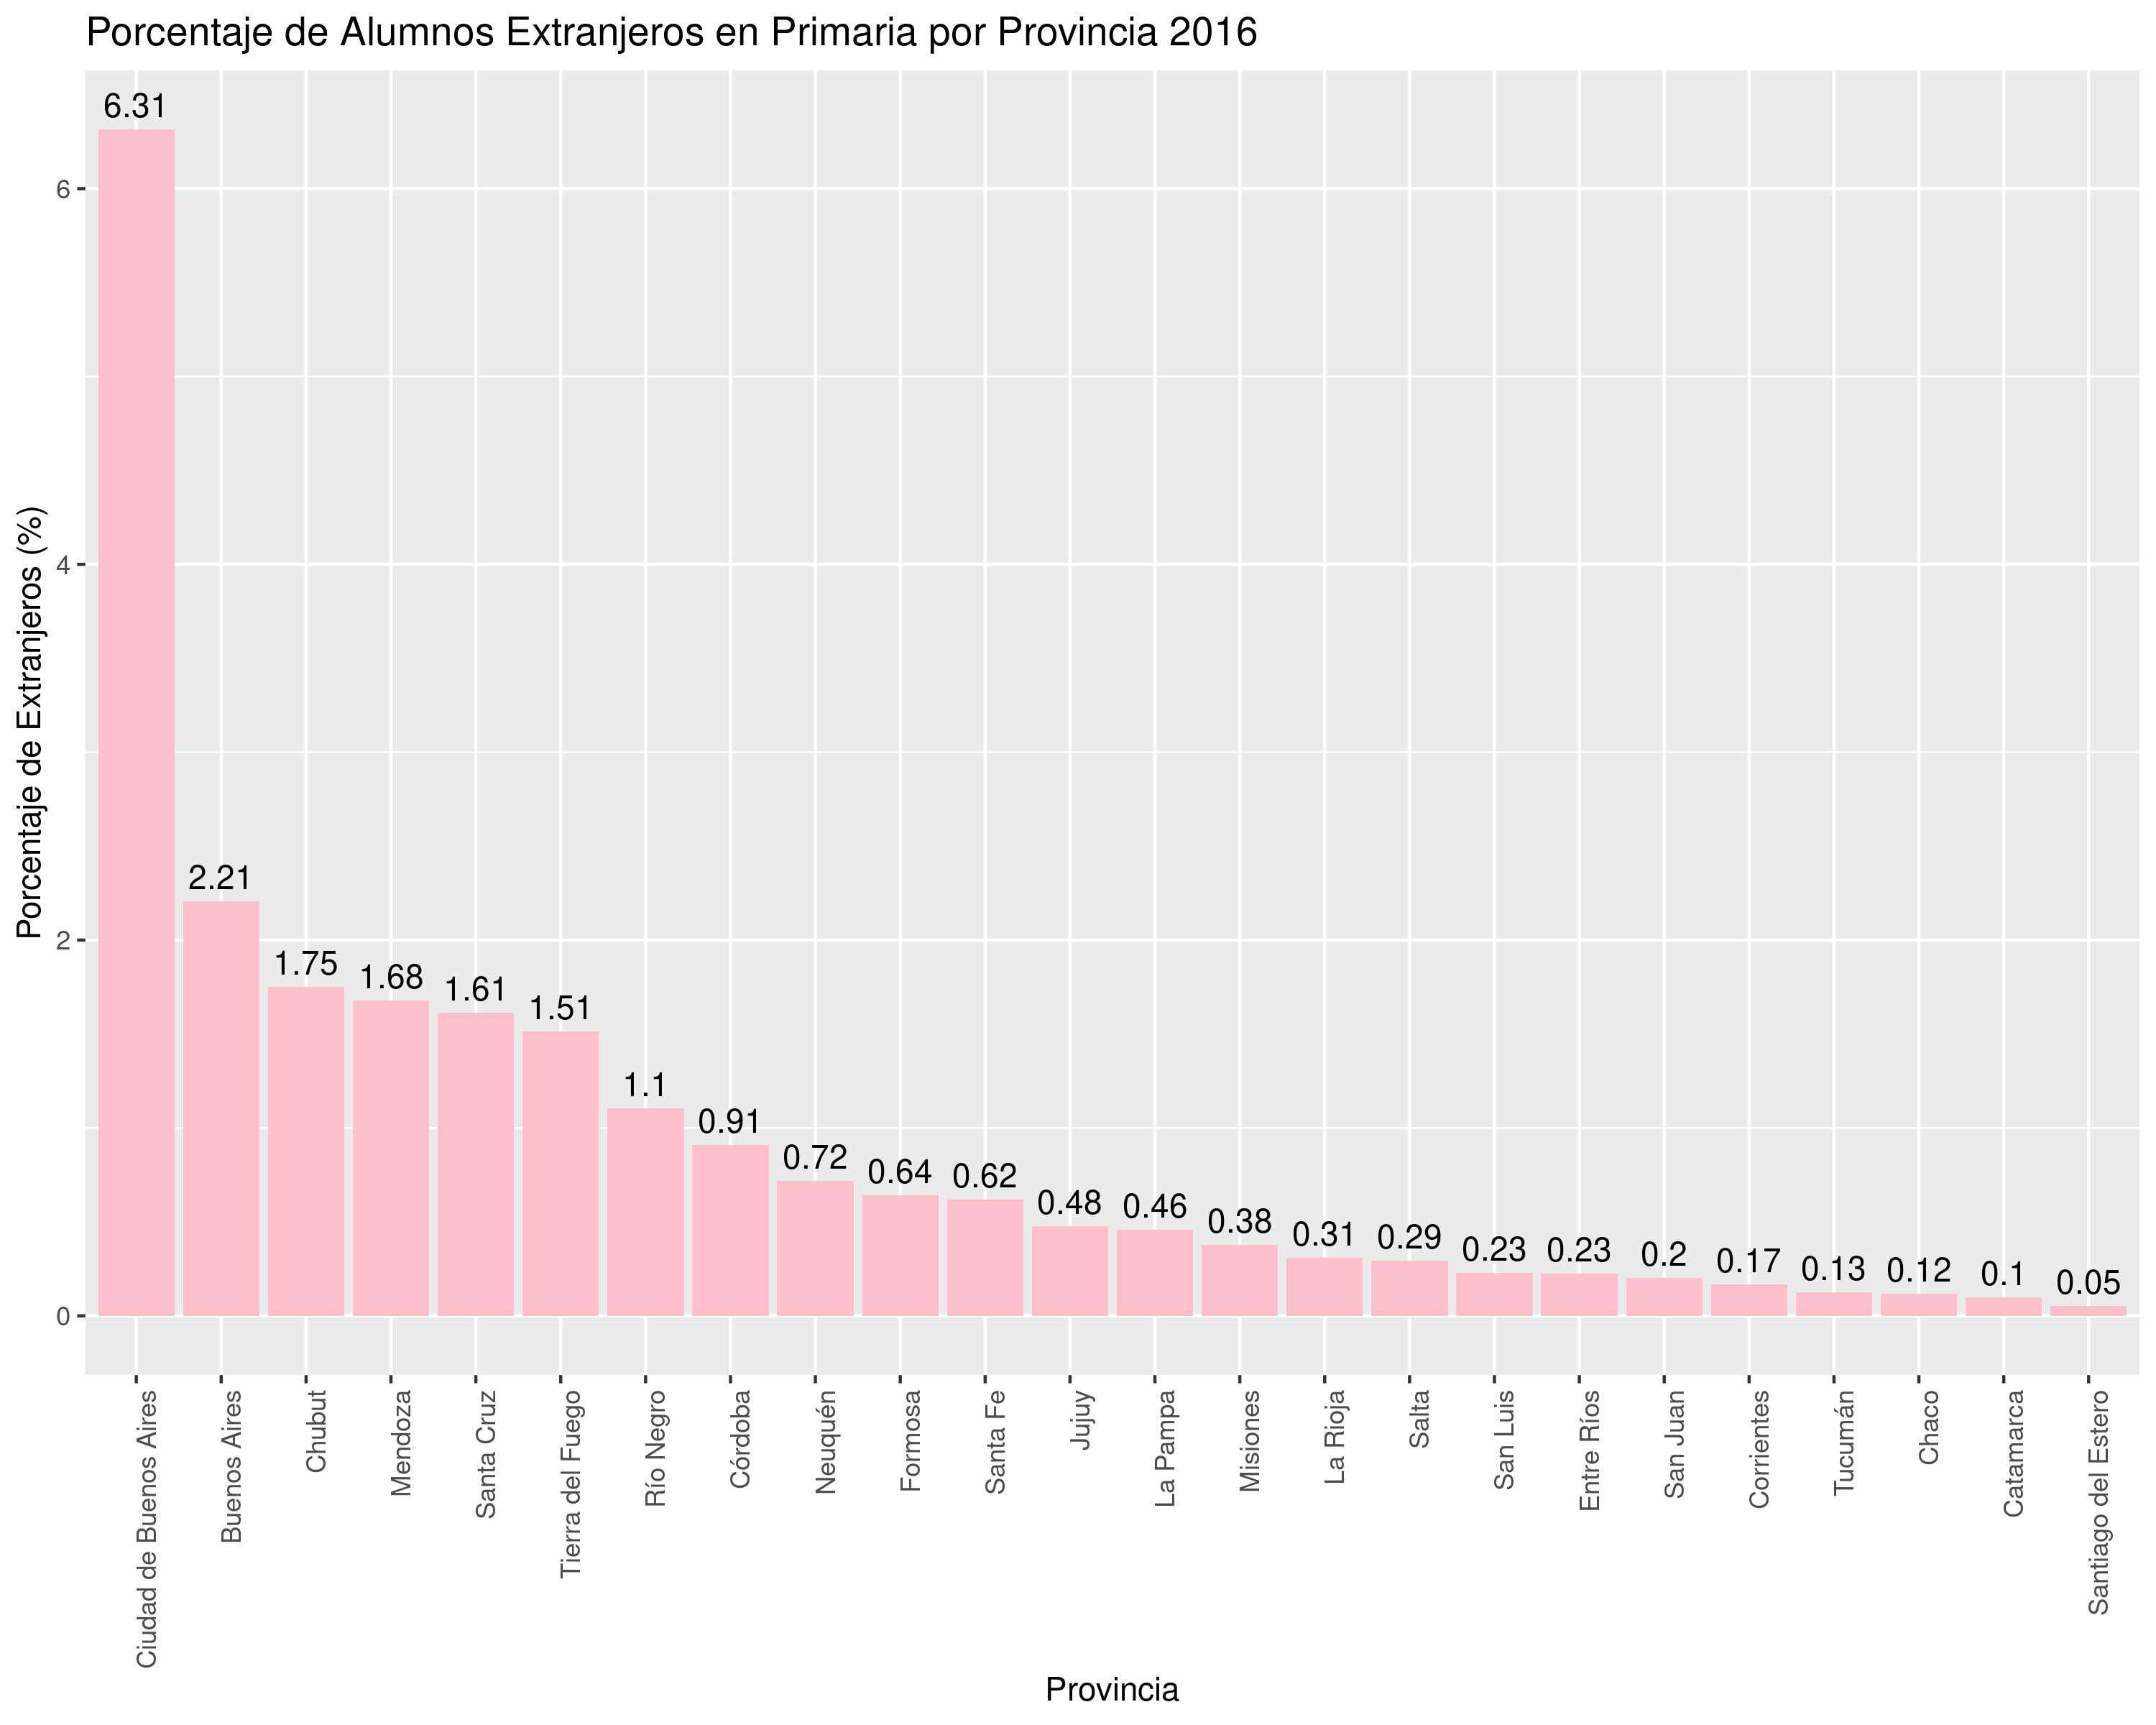 Porcentaje de Alumnos Extranjeros en Primaria por Provincia 2016
Porcentaje de Extranjeros (%)
6
4
2
0
6.31
2.21
1.75
1.68
1.61
1.51
1.1
0.91
0.72
0.64
0.62
0.48
0.46
0.38
0.31
0.29
0.23
0.23
0.2
0.17
0.13
0.12
0.1
0.05
Ciudad de Buenos Aires
Buenos Aires
Chubut
Mendoza
Santa Cruz
Tierra del Fuego
Río Negro
Córdoba
Neuquén
Formosa
Santa Fe
Jujuy
La Pampa
Misiones
La Rioja
Salta
San Luis
Entre Ríos
San Juan
Corrientes
Tucumán
Chaco
Catamarca
Santiago del Estero
Provincia